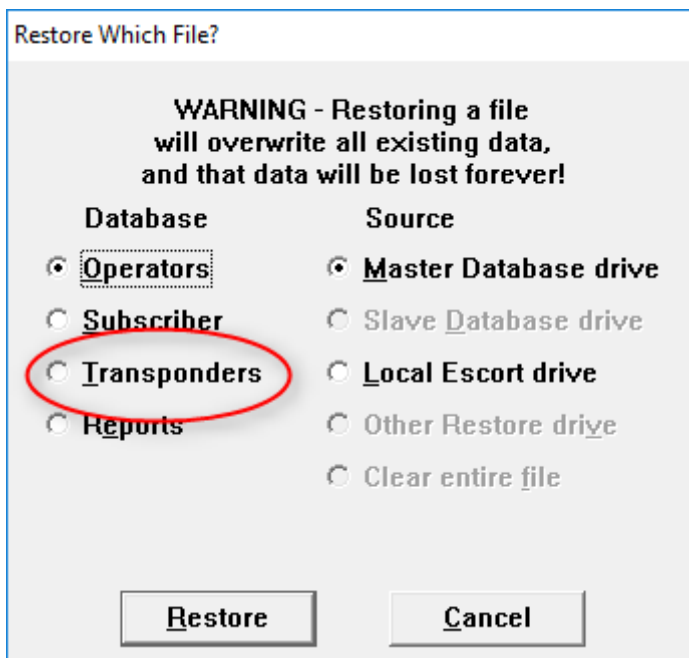 Restore Which File?
WARNING - Restoring a file
will overwrite all existing data,
and that data will be lost forever!
Database
Source
Operators
Master Database drive
Subscriber
Slave Database drive
Transponders
Local Escort drive
Reports
Other Restore drive
Clear entire file
Restore
Cancel